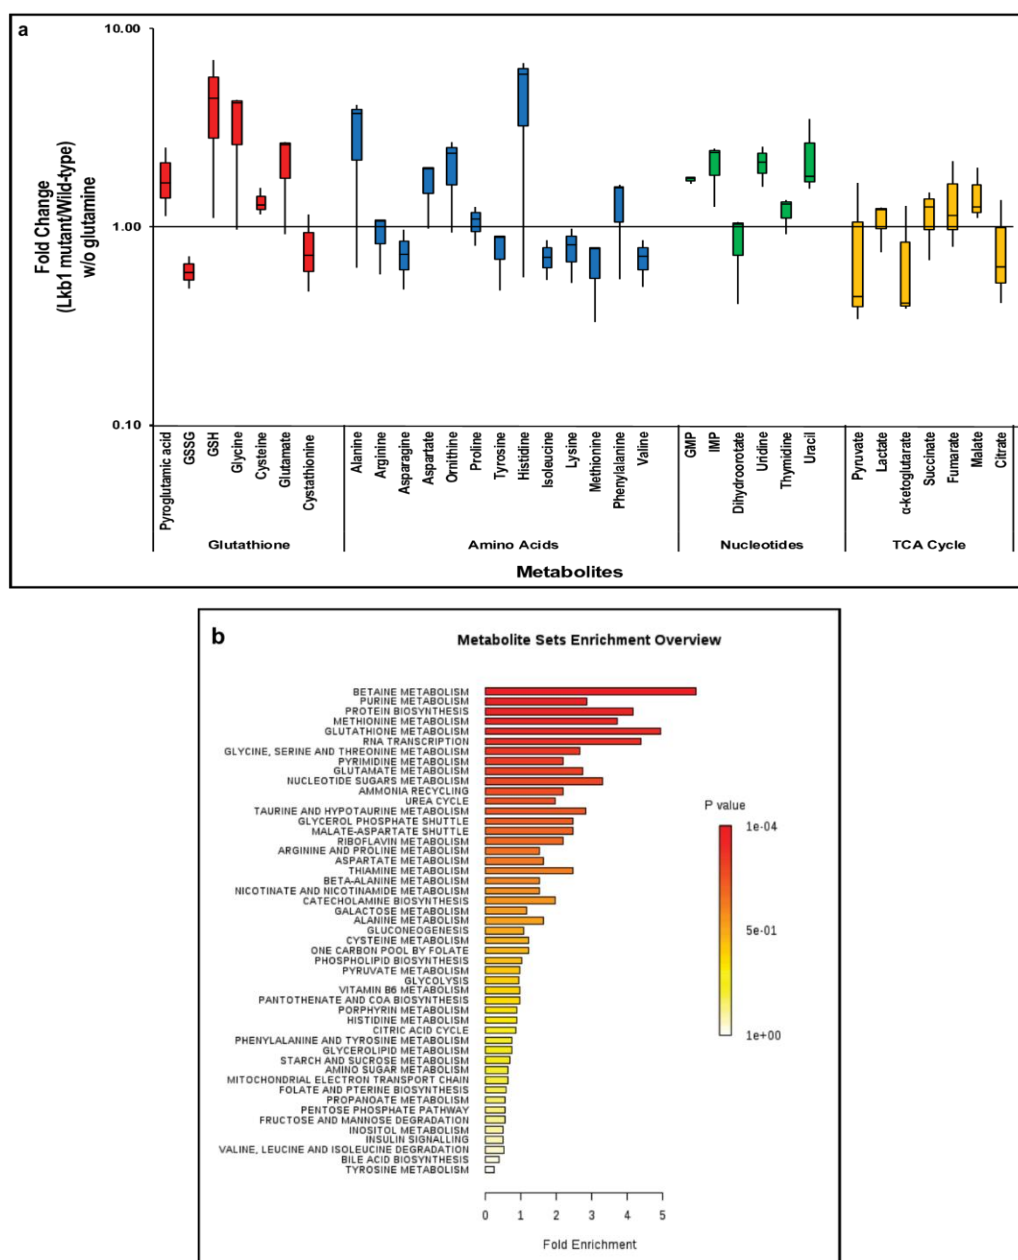 a
10.00
1.00
0.10
Fold Change
(Lkb1 mutant/Wild-type)
w/o glutamine
Pyroglutamic acid
GSSG
GSH
Glycine
Cysteine
Glutamate
Cystathionine
Alanine
Arginine
Asparagine
Aspartate
Ornithine
Proline
Tyrosine
Histidine
Isoleucine
Lysine
Methionine
Phenylalanine
Valine
GMP
IMP
Dihydroorotate
Uridine
Thymidine
Uracil
Pyruvate
Lactate
α-ketoglutarate
Succinate
Fumarate
Malate
Citrate
Glutathione
Amino Acids
Nucleotides
TCA Cycle
Metabolites
b
Metabolite Sets Enrichment Overview
BETAINE METABOLISM
PURINE METABOLISM
PROTEIN BIOSYNTHESIS
METHIONINE METABOLISM
GLUTATHIONE METABOLISM
RNA TRANSCRIPTION
GLYCINE, SERINE AND THREONINE METABOLISM
PYRIMIDINE METABOLISM
GLUTAMATE METABOLISM
NUCLEOTIDE SUGARS METABOLISM
AMMONIA RECYCLING
UREA CYCLE
TAURINE AND HYPOTAURINE METABOLISM
GLYCEROL PHOSPHATE SHUTTLE
MALATE-ASPARTATE SHUTTLE
RIBOFLAVIN METABOLISM
ARGININE AND PROLINE METABOLISM
ASPARTATE METABOLISM
THIAMINE METABOLISM
BETA-ALANINE METABOLISM
NICOTINATE AND NICOTINAMIDE METABOLISM
CATECHOLAMINE BIOSYNTHESIS
GALACTOSE METABOLISM
ALANINE METABOLISM
GLUCONEOGENESIS
CYSTEINE METABOLISM
ONE CARBON POOL BY FOLATE
PHOSPHOLIPID BIOSYNTHESIS
PYRUVATE METABOLISM
GLYCOLYSIS
VITAMIN B6 METABOLISM
PANTOTHENATE AND COA BIOSYNTHESIS
PORPHYRIN METABOLISM
HISTIDINE METABOLISM
CITRIC ACID CYCLE
PHENYLALANINE AND TYROSINE METABOLISM
GLYCEROLIPID METABOLISM
STARCH AND SUCROSE METABOLISM
AMINO SUGAR METABOLISM
MITOCHONDRIAL ELECTRON TRANSPORT CHAIN
FOLATE AND PTERINE BIOSYNTHESIS
PROPANOATE METABOLISM
PENTOSE PHOSPHATE PATHWAY
FRUCTOSE AND MANNOSE DEGRADATION
INOSITOL METABOLISM
INSULIN SIGNALLING
VALINE, LEUCINE AND ISOLEUCINE DEGRADATION
BILE ACID BIOSYNTHESIS
TYROSINE METABOLISM
P value
1e-04
5e-01
1e+00
0 1 2 3 4 5
Fold Enrichment